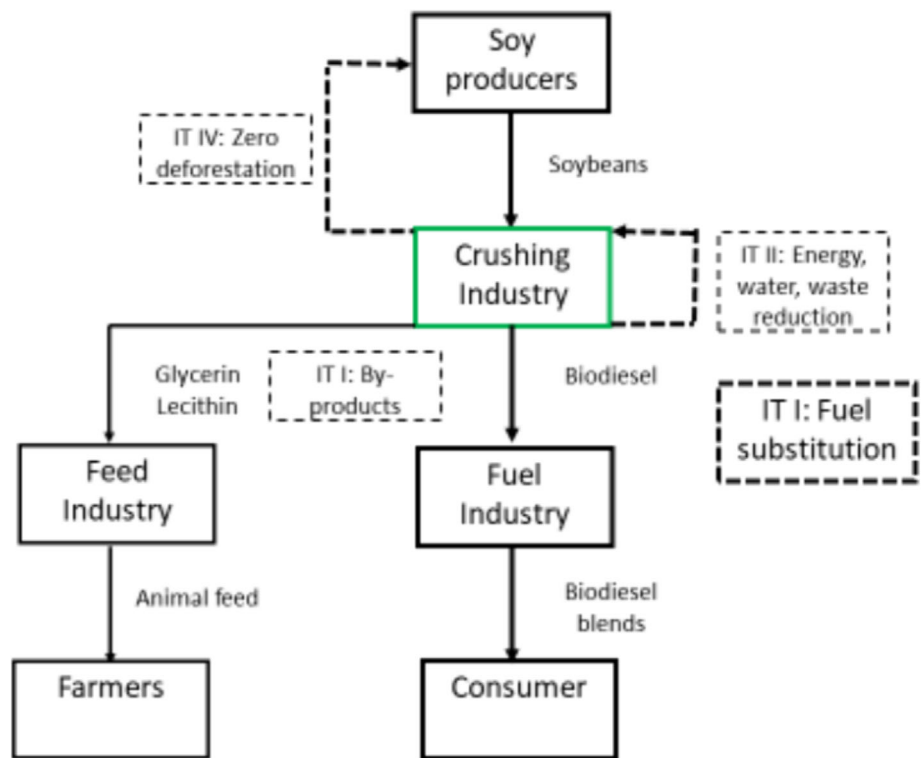 Soy
producers
IT IV: Zero
deforestation
Soybeans
Crushing
Industry
IT II: Energy,
water, waste
reduction
Glycerin
Lecithin
IT I: By-
products
Biodiesel
IT I: Fuel
substitution
Feed
Industry
Fuel
Industry
Animal feed
Biodiesel
blends
Farmers
Consumer